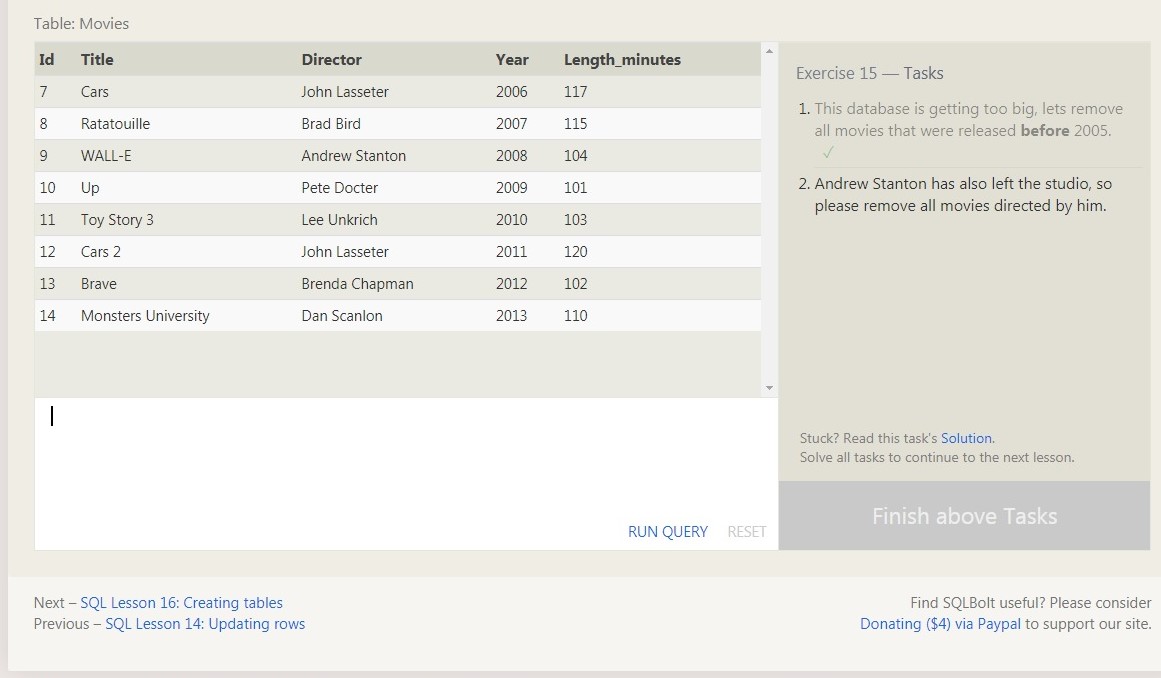 Table: Movies
Id Title Director Year Length_minutes
7 Cars John Lasseter 2006 117
8 Ratatouille Brad Bird 2007 115
9 WALL-E Andrew Stanton 2008 104
10 Up Pete Docter 2009 101
11 Toy Story 3 Lee Unkrich 2010 103
12 Cars 2 John Lasseter 2011 120
13 Brave Brenda Chapman 2012 102
14 Monsters University Dan Scanlon 2013 110
RUN QUERY RESET
Exercise 15 — Tasks
1. This database is getting too big, lets remove
all movies that were released before 2005.
✓
2. Andrew Stanton has also left the studio, so
please remove all movies directed by him.
Stuck? Read this task's Solution.
Solve all tasks to continue to the next lesson.
Finish above Tasks
Next – SQL Lesson 16: Creating tables
Previous – SQL Lesson 14: Updating rows
Find SQLBolt useful? Please consider
Donating ($4) via Paypal to support our site.